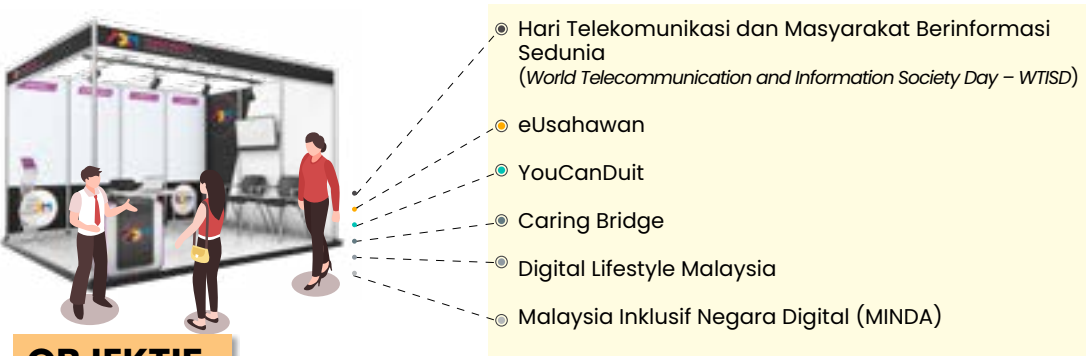 Hari Telekomunikasi dan Masyarakat Berinformasi
Sedunia
(World Telecommunication and Information Society Day – WTISD)
eUsahawan
YouCanDuit
Caring Bridge
Digital Lifestyle Malaysia
Malaysia Inklusif Negara Digital (MINDA)
OBJEKTIF